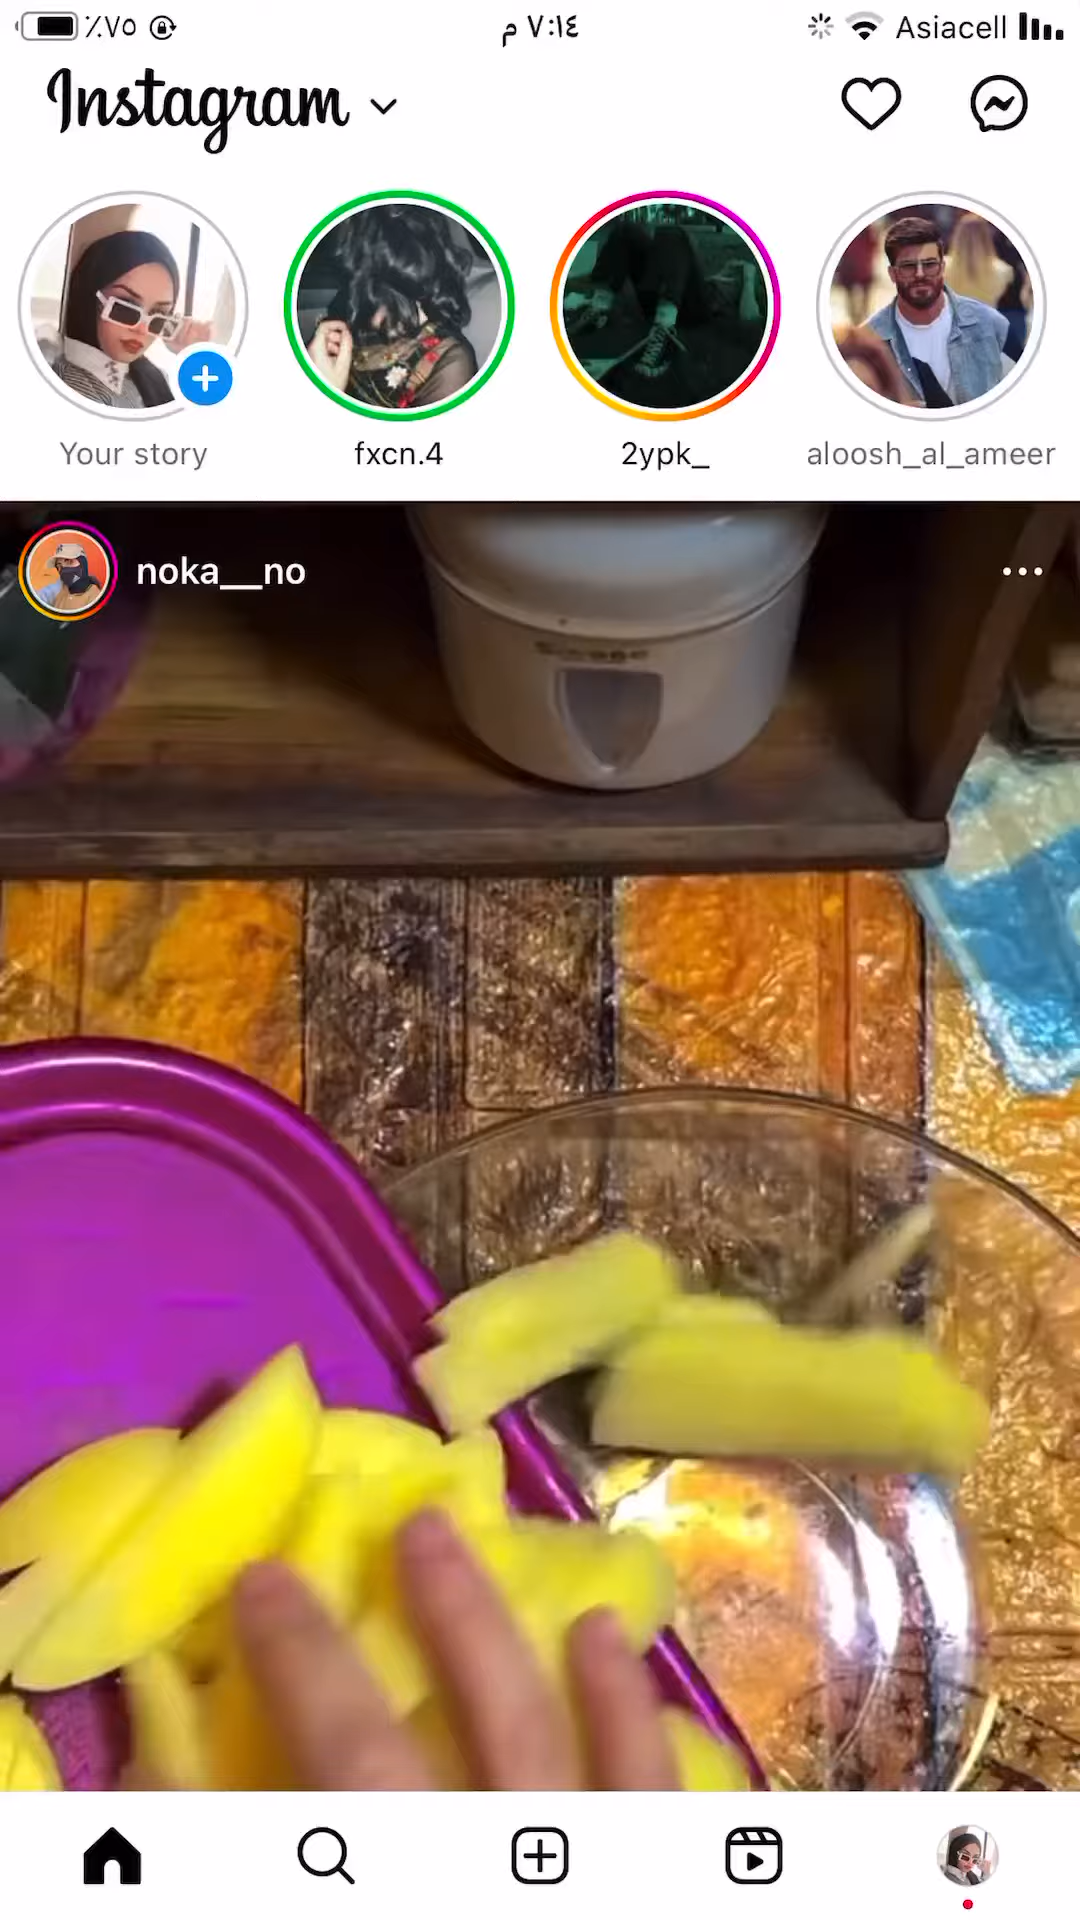 ٪٧٥
٧:١٤ م
Asiacell
Instagram
Your story
fxcn.4
2ypk_
aloosh_al_ameer
noka__no